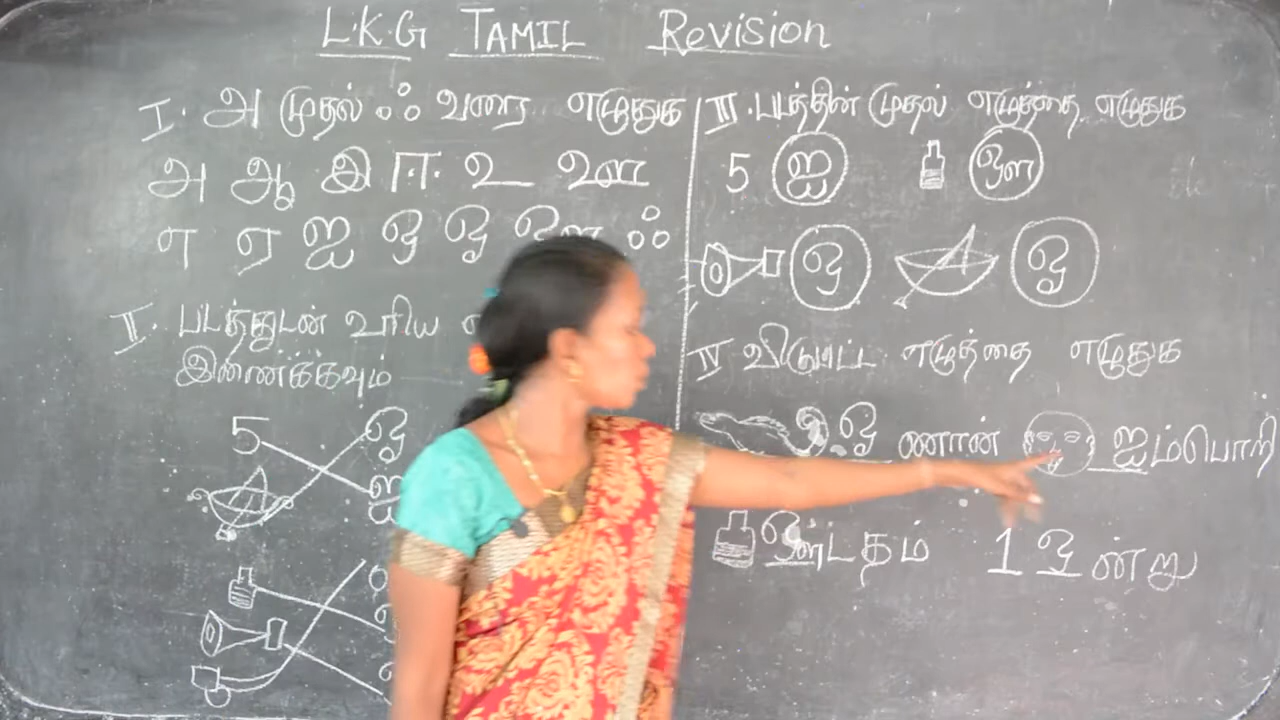 L.K.G TAMIL Revision
I. அ முதல் ஃ வரை எழுதுக
அ ஆ இ ஈ உ ஊ
எ ஏ ஐ ஒ ஓ ஔ ஃ
II. படத்துடன் உரிய
இணைக்கவும்
5 ஒ
ஐ
III. படத்தின் முதல் எழுத்தை எழுதுக
5 ஐ ஔ
ஒ ஓ
IV விடுபட்ட எழுத்தை எழுதுக
ஓ ணான் ஐம்பொறி
ஔடதம் 1 ஒன்று